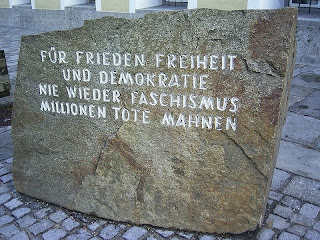 FÜR FRIEDEN FREIHEIT
UND DEMOKRATIE
NIE WIEDER FASCHISMUS
MILLIONEN TOTE MAHNEN